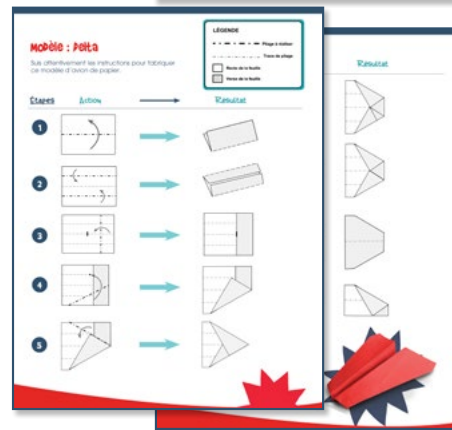 LÉGENDE
Pliage à réaliser
Trace de pliage
Recto de la feuille
Verso de la feuille
Modèle : Delta
Suis attentivement les instructions pour fabriquer
ce modèle d'avion de papier.
Étapes Action Résultat
1
2
3
4
5
Résultat